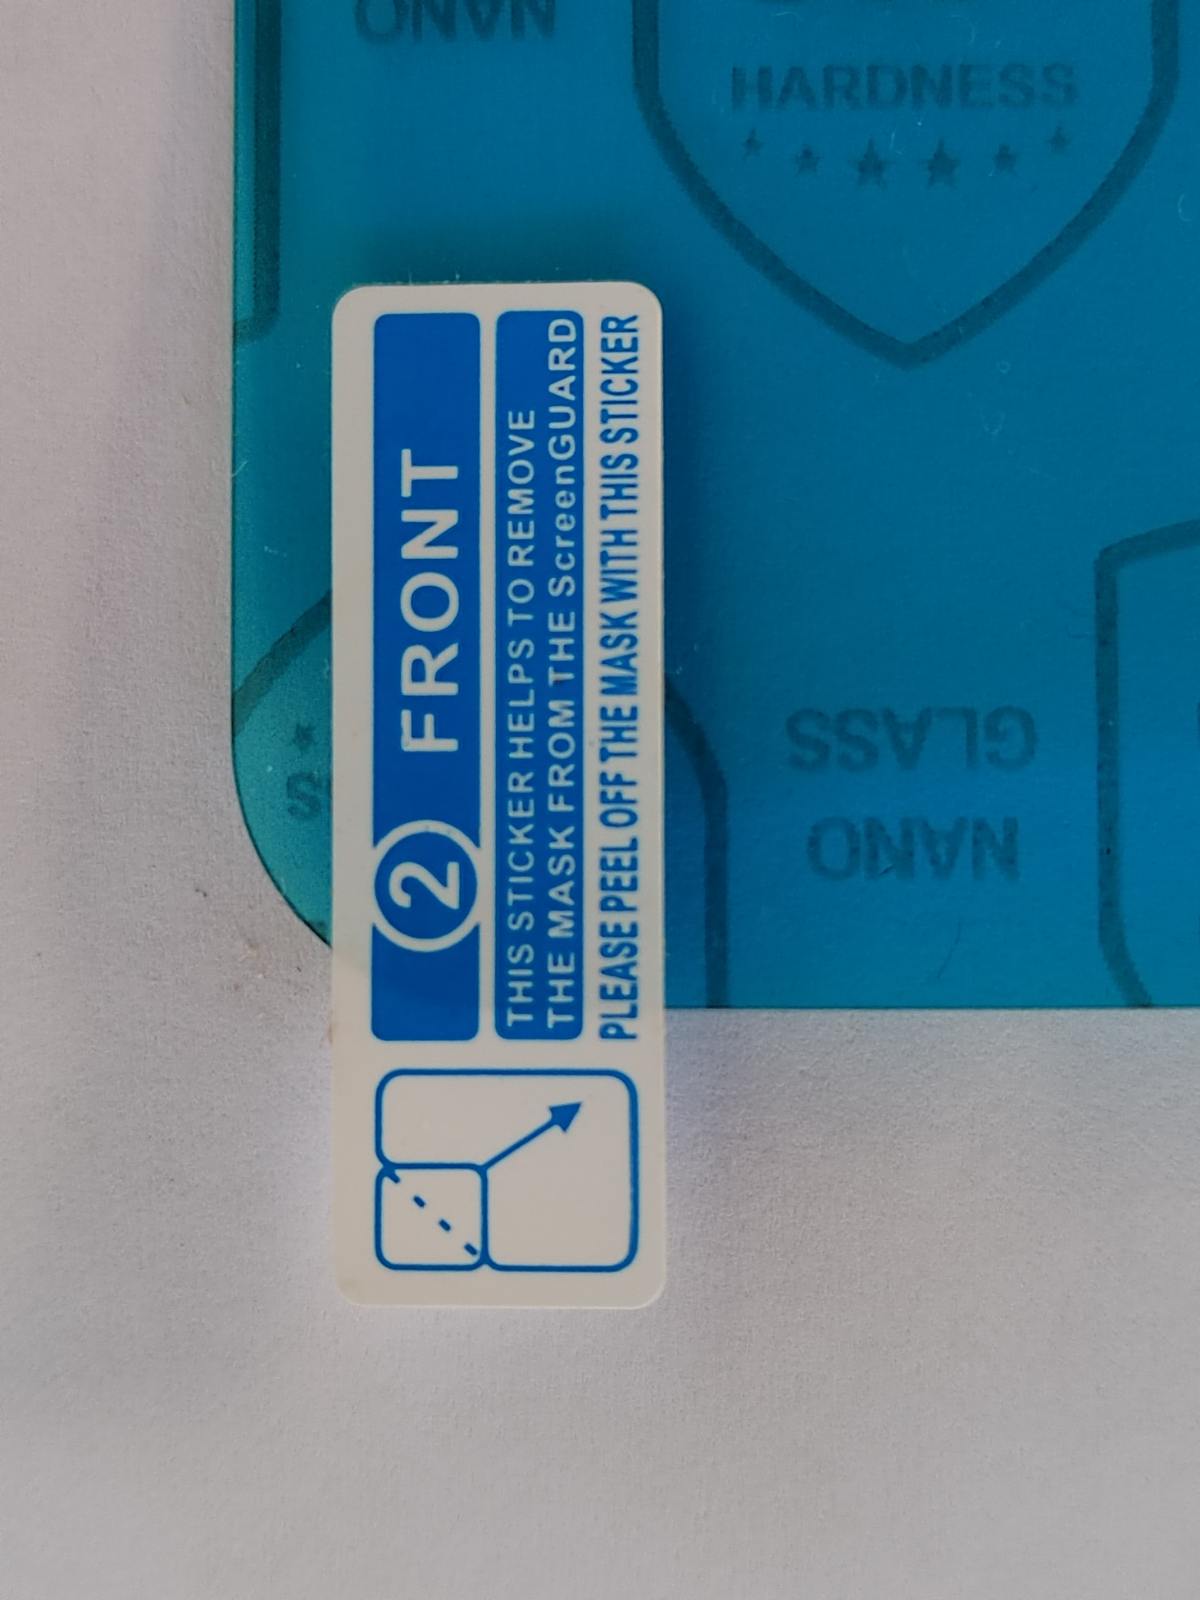 NANO
HARDNESS
2 FRONT
THIS STICKER HELPS TO REMOVE
THE MASK FROM THE ScreenGUARD
PLEASE PEEL OFF THE MASK WITH THIS STICKER
GLASS
NANO